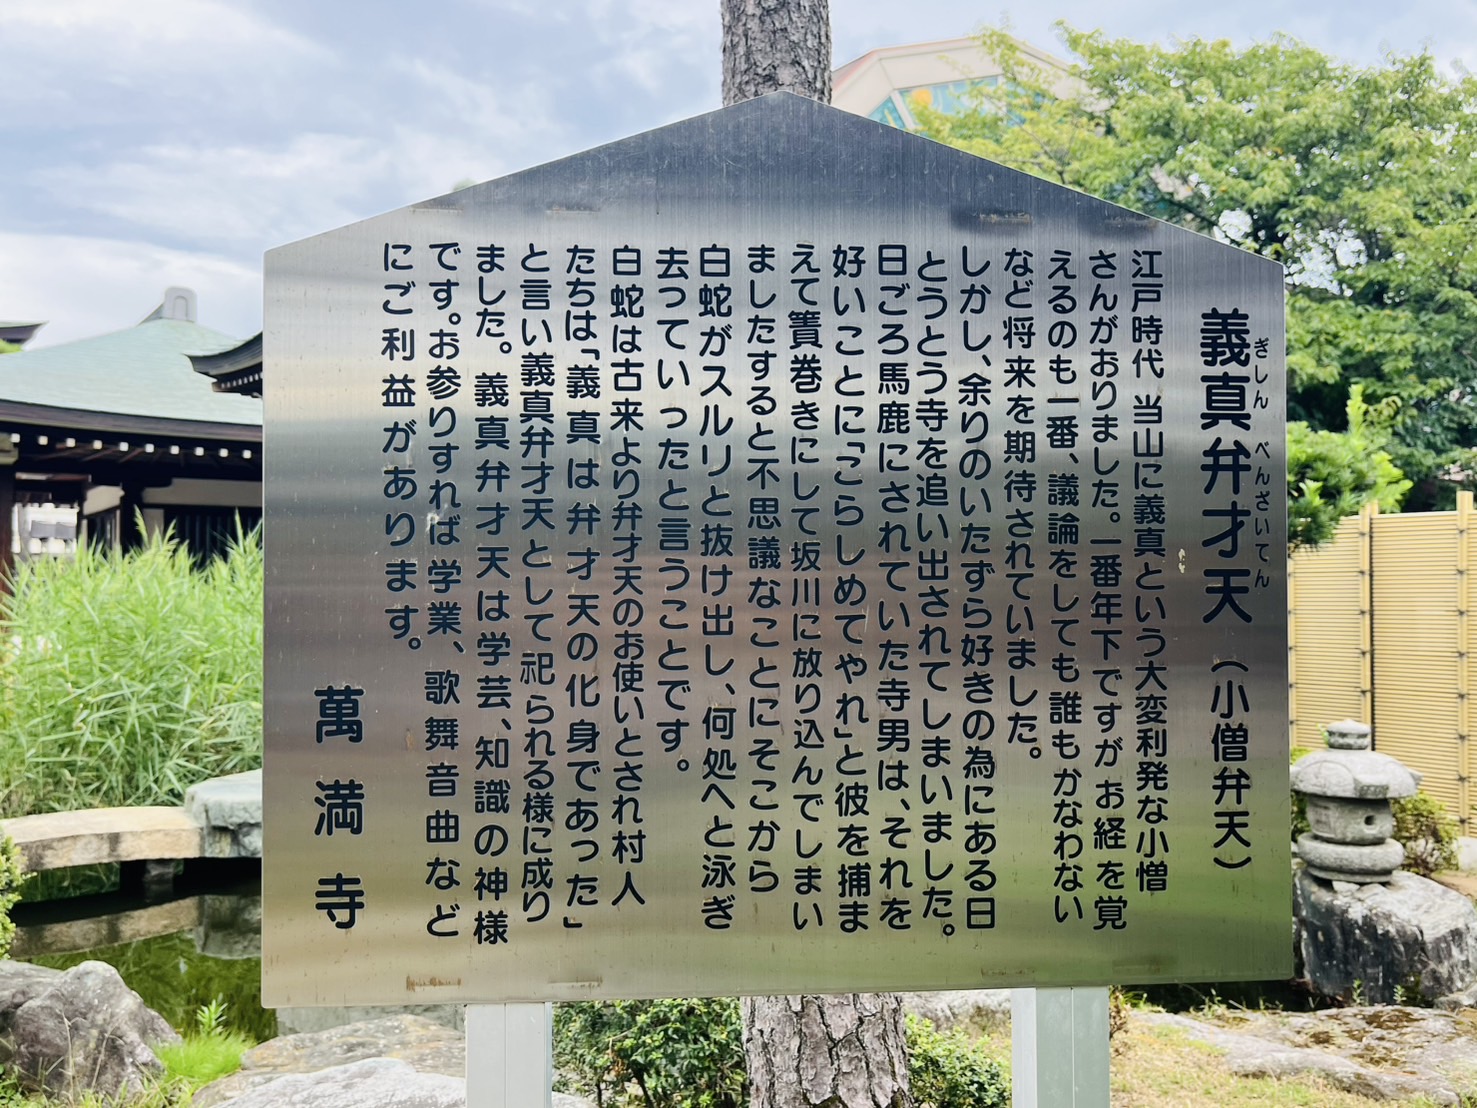 義真弁才天（小僧弁天）
ぎしん べんざいてん
江戸時代 当山に義真という大変利発な小僧
さんがおりました。一番年下ですがお経を覚
えるのも一番、議論をしても誰もかなわない
など将来を期待されていました。
しかし、余りのいたずら好きの為にある日
とうとう寺を追い出されてしまいました。
日ごろ馬鹿にされていた寺男は、それを
好いことに「こらしめてやれ」と彼を捕ま
えて簀巻きにして坂川に放り込んでしまい
ましたすると不思議なことにそこから
白蛇がスルリと抜け出し、何処へと泳ぎ
去っていったと言うことです。
白蛇は古来より弁才天のお使いとされ村人
たちは「義真は弁才天の化身であった」
と言い義真弁才天として祀られる様に成り
ました。義真弁才天は学芸、知識の神様
です。お参りすれば学業、歌舞音曲など
にご利益があります。
萬満寺